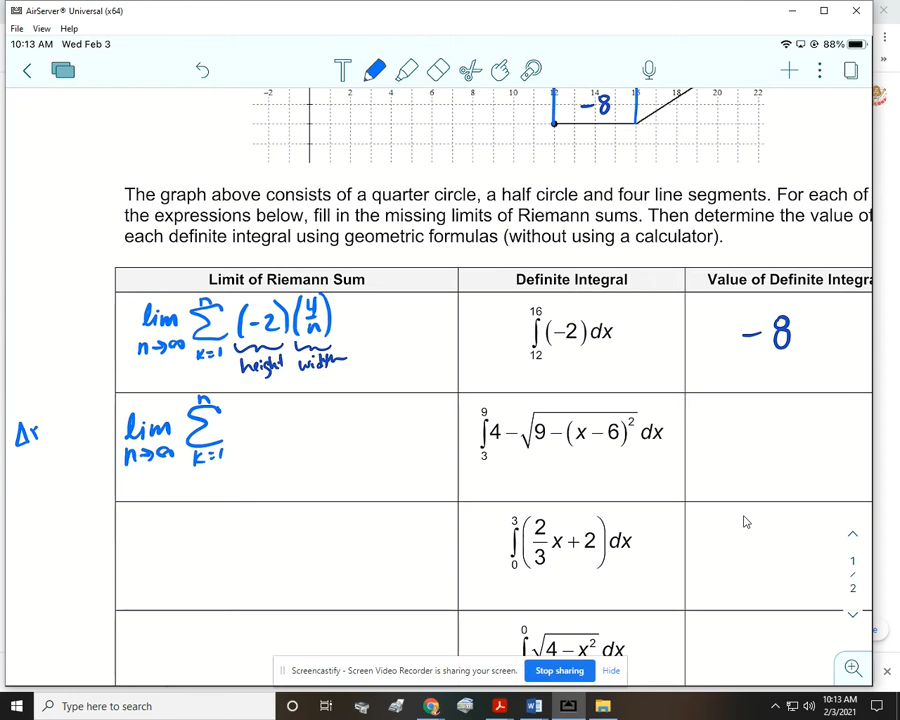 AirServer® Universal (x64)
File View Help
10:13 AM Wed Feb 3
88%
-2 2 4 6 8 10 12 14 16 18 20 22
-8
The graph above consists of a quarter circle, a half circle and four line segments. For each of
the expressions below, fill in the missing limits of Riemann sums. Then determine the value of
each definite integral using geometric formulas (without using a calculator).
Limit of Riemann Sum Definite Integral Value of Definite Integra
lim n→∞ n Σ k=1 (-2) (4/n) height width
16 ∫ 12 (−2) dx
-8
Δx
lim n→∞ n Σ k=1
9 ∫ 3 4 − √9 − (x − 6)² dx
3 ∫ 0 (2/3 x + 2) dx
0 ∫ √4 − x² dx
1 / 2
Screencastify - Screen Video Recorder is sharing your screen. Stop sharing Hide
Type here to search
10:13 AM
2/3/2021